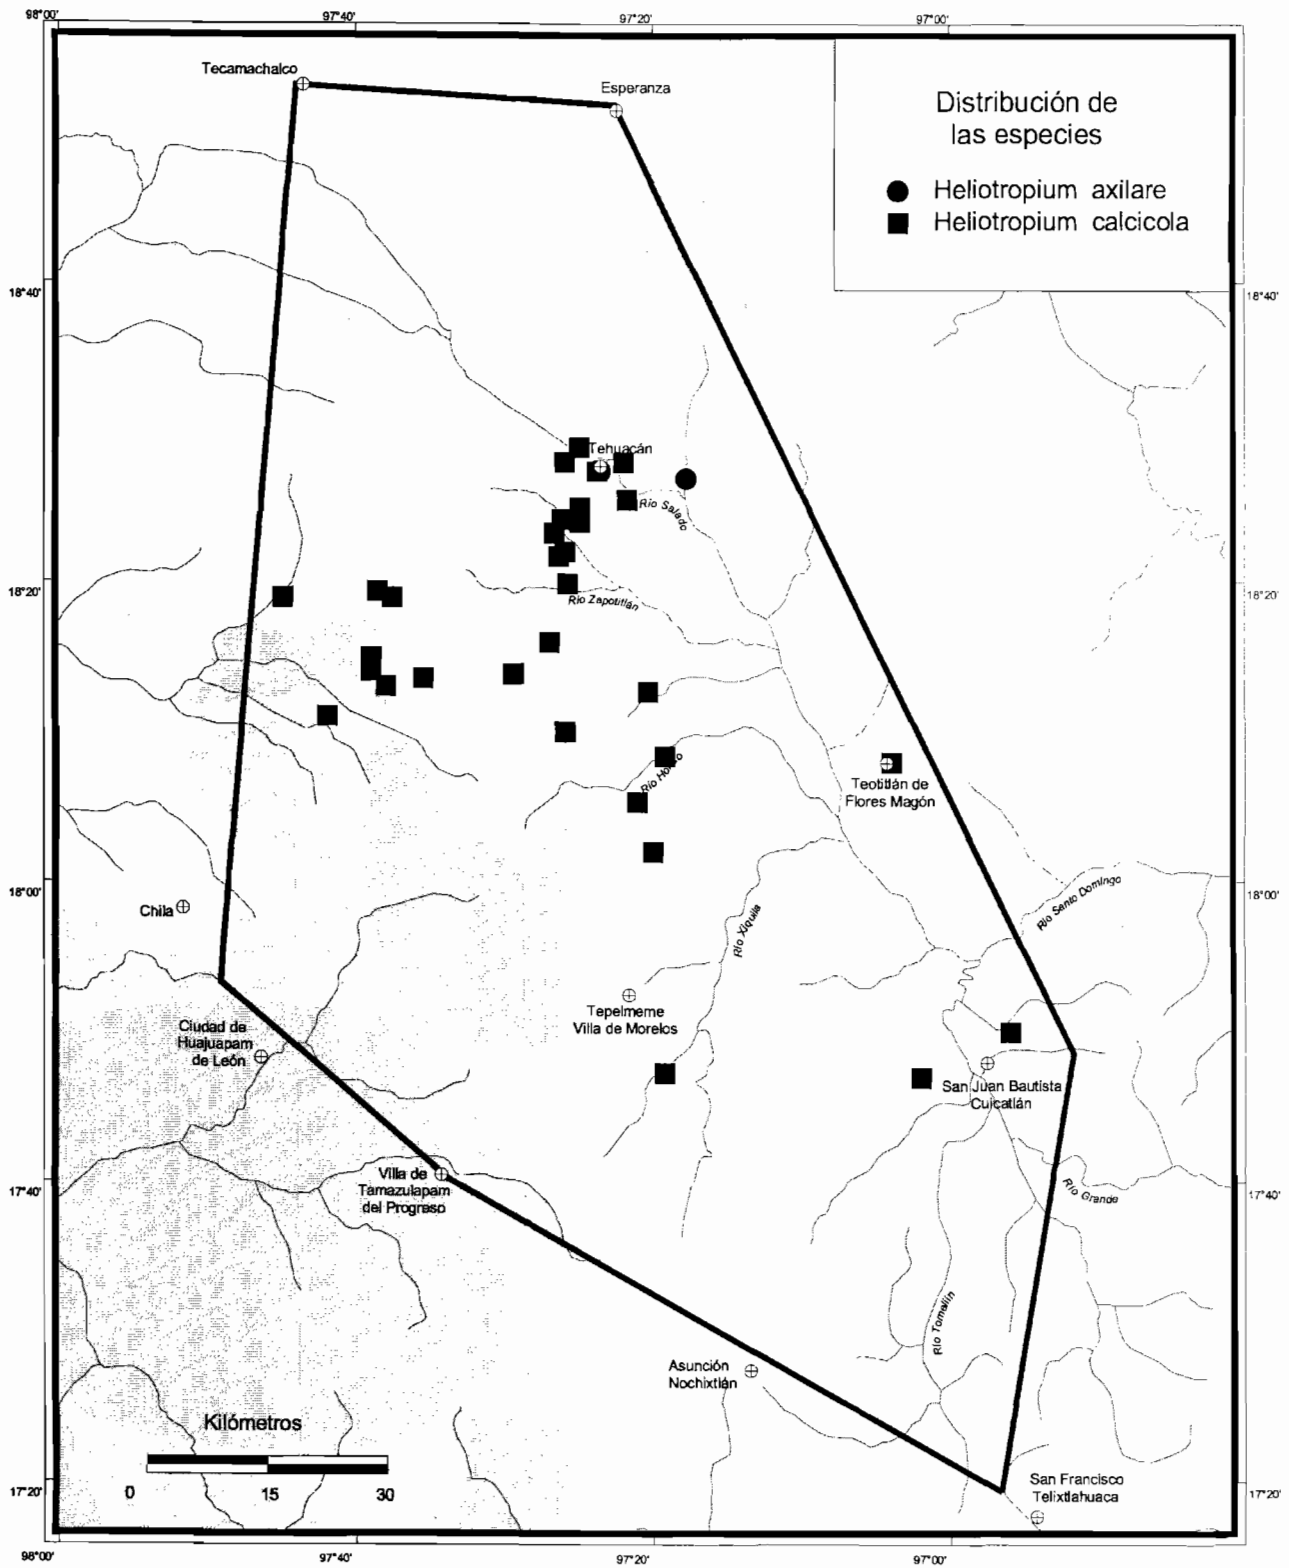 98°00'
97°40'
97°20'
97°00'
Tecamachalco
Esperanza
Distribución de
las especies
Heliotropium axilare
Heliotropium calcicola
18°40'
18°40'
Tehuacán
Río Salado
18°20'
18°20'
Río Zapotitlán
Río Hondo
Teotitlán de
Flores Magón
18°00'
18°00'
Chila
Río Santo Domingo
Río Xiquila
Tepelmeme
Villa de Morelos
Ciudad de
Huajuapam
de León
San Juan Bautista
Cuicatlán
17°40'
17°40'
Villa de
Tamazulapam
del Progreso
Río Grande
Río Tomellín
Asunción
Nochixtlán
Kilómetros
0 15 30
San Francisco
Telixtlahuaca
17°20'
17°20'
98°00'
97°40'
97°20'
97°00'